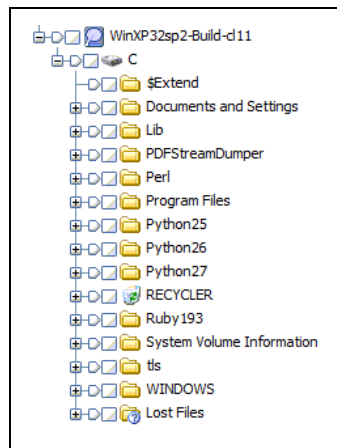 WinXP32sp2-Build-cl11
C
$Extend
Documents and Settings
Lib
PDFStreamDumper
Perl
Program Files
Python25
Python26
Python27
RECYCLER
Ruby193
System Volume Information
tls
WINDOWS
Lost Files